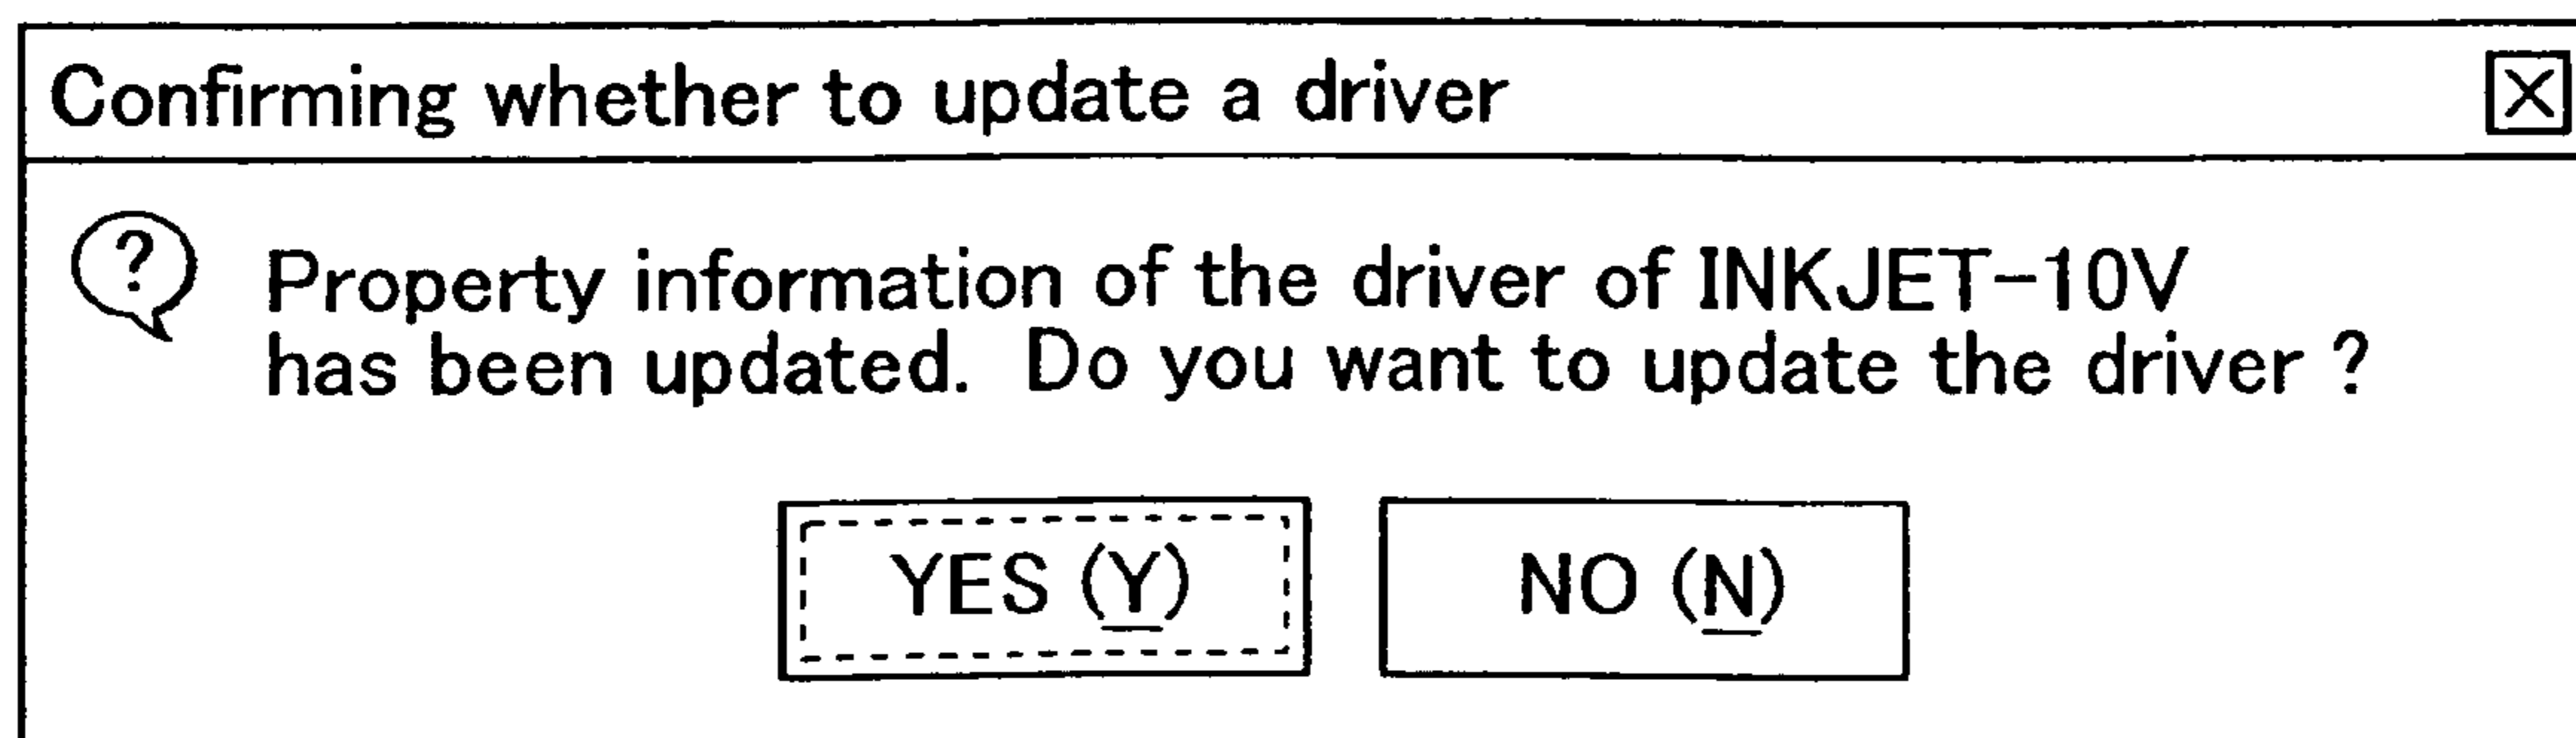 Confirming whether to update a driver
? Property information of the driver of INKJET-10V
has been updated. Do you want to update the driver ?
YES (Y) NO (N)